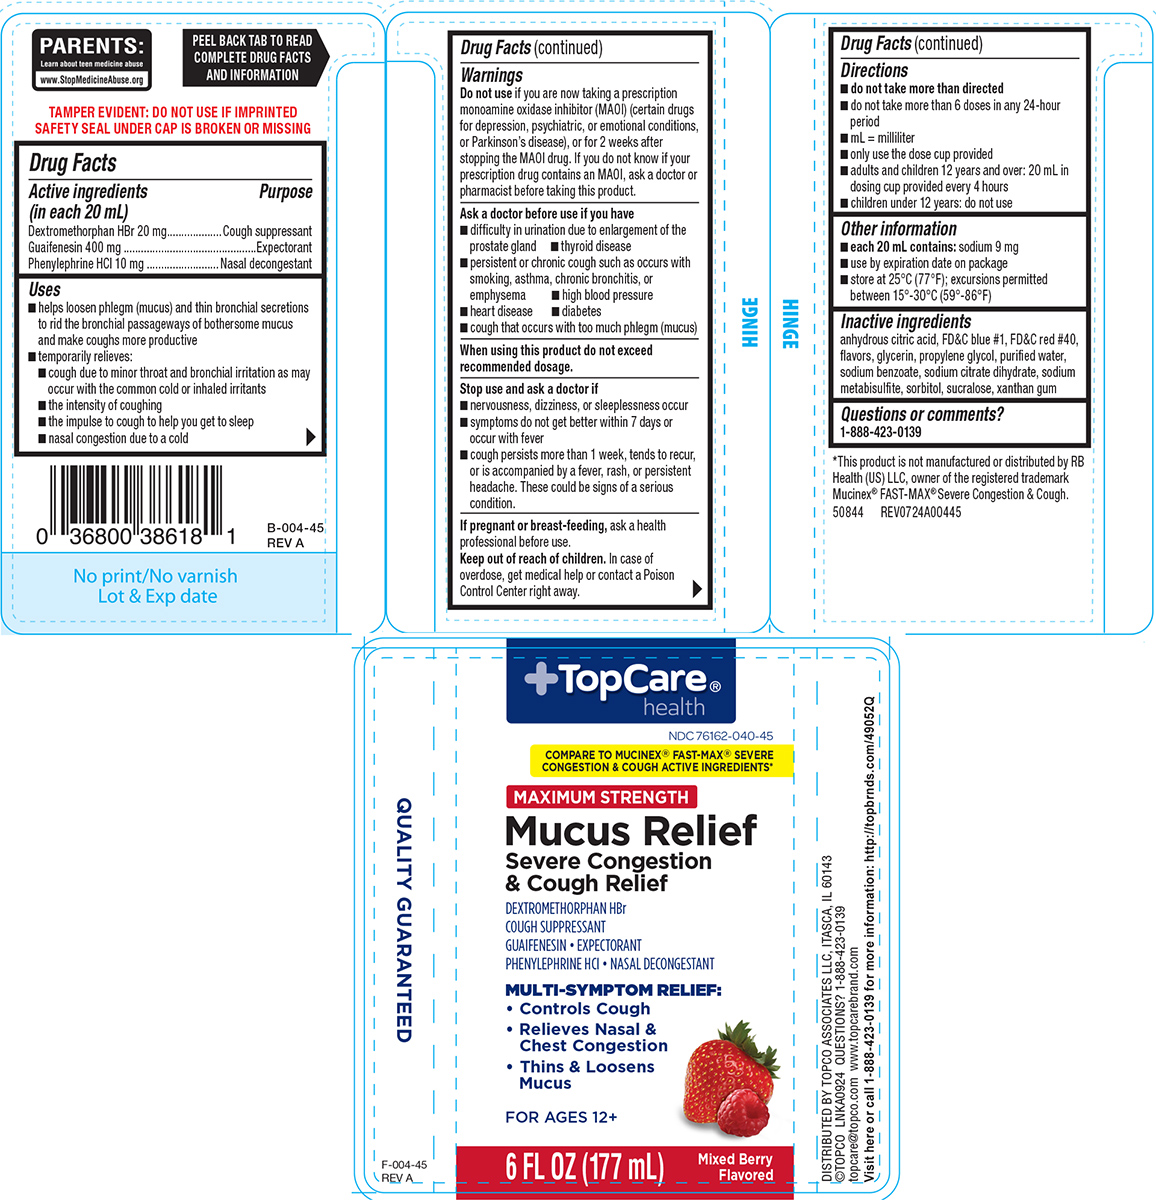 PARENTS:
Learn about teen medicine abuse
www.StopMedicineAbuse.org
PEEL BACK TAB TO READ
COMPLETE DRUG FACTS
AND INFORMATION
TAMPER EVIDENT: DO NOT USE IF IMPRINTED
SAFETY SEAL UNDER CAP IS BROKEN OR MISSING
Drug Facts
Active ingredients Purpose
(in each 20 mL)
Dextromethorphan HBr 20 mg...................Cough suppressant
Guaifenesin 400 mg ..............................................Expectorant
Phenylephrine HCl 10 mg .........................Nasal decongestant
Uses
■ helps loosen phlegm (mucus) and thin bronchial secretions
to rid the bronchial passageways of bothersome mucus
and make coughs more productive
■ temporarily relieves:
■ cough due to minor throat and bronchial irritation as may
occur with the common cold or inhaled irritants
■ the intensity of coughing
■ the impulse to cough to help you get to sleep
■ nasal congestion due to a cold
0 36800 38618 1
B-004-45
REV A
No print/No varnish
Lot & Exp date
Drug Facts (continued)
Warnings
Do not use if you are now taking a prescription
monoamine oxidase inhibitor (MAOI) (certain drugs
for depression, psychiatric, or emotional conditions,
or Parkinson's disease), or for 2 weeks after
stopping the MAOI drug. If you do not know if your
prescription drug contains an MAOI, ask a doctor or
pharmacist before taking this product.
Ask a doctor before use if you have
■ difficulty in urination due to enlargement of the
prostate gland ■ thyroid disease
■ persistent or chronic cough such as occurs with
smoking, asthma, chronic bronchitis, or
emphysema ■ high blood pressure
■ heart disease ■ diabetes
■ cough that occurs with too much phlegm (mucus)
When using this product do not exceed
recommended dosage.
Stop use and ask a doctor if
■ nervousness, dizziness, or sleeplessness occur
■ symptoms do not get better within 7 days or
occur with fever
■ cough persists more than 1 week, tends to recur,
or is accompanied by a fever, rash, or persistent
headache. These could be signs of a serious
condition.
If pregnant or breast-feeding, ask a health
professional before use.
Keep out of reach of children. In case of
overdose, get medical help or contact a Poison
Control Center right away.
HINGE
HINGE
Drug Facts (continued)
Directions
■ do not take more than directed
■ do not take more than 6 doses in any 24-hour
period
■ mL = milliliter
■ only use the dose cup provided
■ adults and children 12 years and over: 20 mL in
dosing cup provided every 4 hours
■ children under 12 years: do not use
Other information
■ each 20 mL contains: sodium 9 mg
■ use by expiration date on package
■ store at 25°C (77°F); excursions permitted
between 15°-30°C (59°-86°F)
Inactive ingredients
anhydrous citric acid, FD&C blue #1, FD&C red #40,
flavors, glycerin, propylene glycol, purified water,
sodium benzoate, sodium citrate dihydrate, sodium
metabisulfite, sorbitol, sucralose, xanthan gum
Questions or comments?
1-888-423-0139
*This product is not manufactured or distributed by RB
Health (US) LLC, owner of the registered trademark
Mucinex® FAST-MAX® Severe Congestion & Cough.
50844 REV0724A00445
QUALITY GUARANTEED
F-004-45
REV A
TopCare®
health
NDC 76162-040-45
COMPARE TO MUCINEX® FAST-MAX® SEVERE
CONGESTION & COUGH ACTIVE INGREDIENTS*
MAXIMUM STRENGTH
Mucus Relief
Severe Congestion
& Cough Relief
DEXTROMETHORPHAN HBr
COUGH SUPPRESSANT
GUAIFENESIN • EXPECTORANT
PHENYLEPHRINE HCl • NASAL DECONGESTANT
MULTI-SYMPTOM RELIEF:
• Controls Cough
• Relieves Nasal &
Chest Congestion
• Thins & Loosens
Mucus
FOR AGES 12+
6 FL OZ (177 mL)
Mixed Berry
Flavored
DISTRIBUTED BY TOPCO ASSOCIATES LLC, ITASCA, IL 60143
©TOPCO LNKA0924 QUESTIONS? 1-888-423-0139
topcare@topco.com www.topcarebrand.com
Visit here or call 1-888-423-0139 for more information: http://topbrnds.com/49052Q